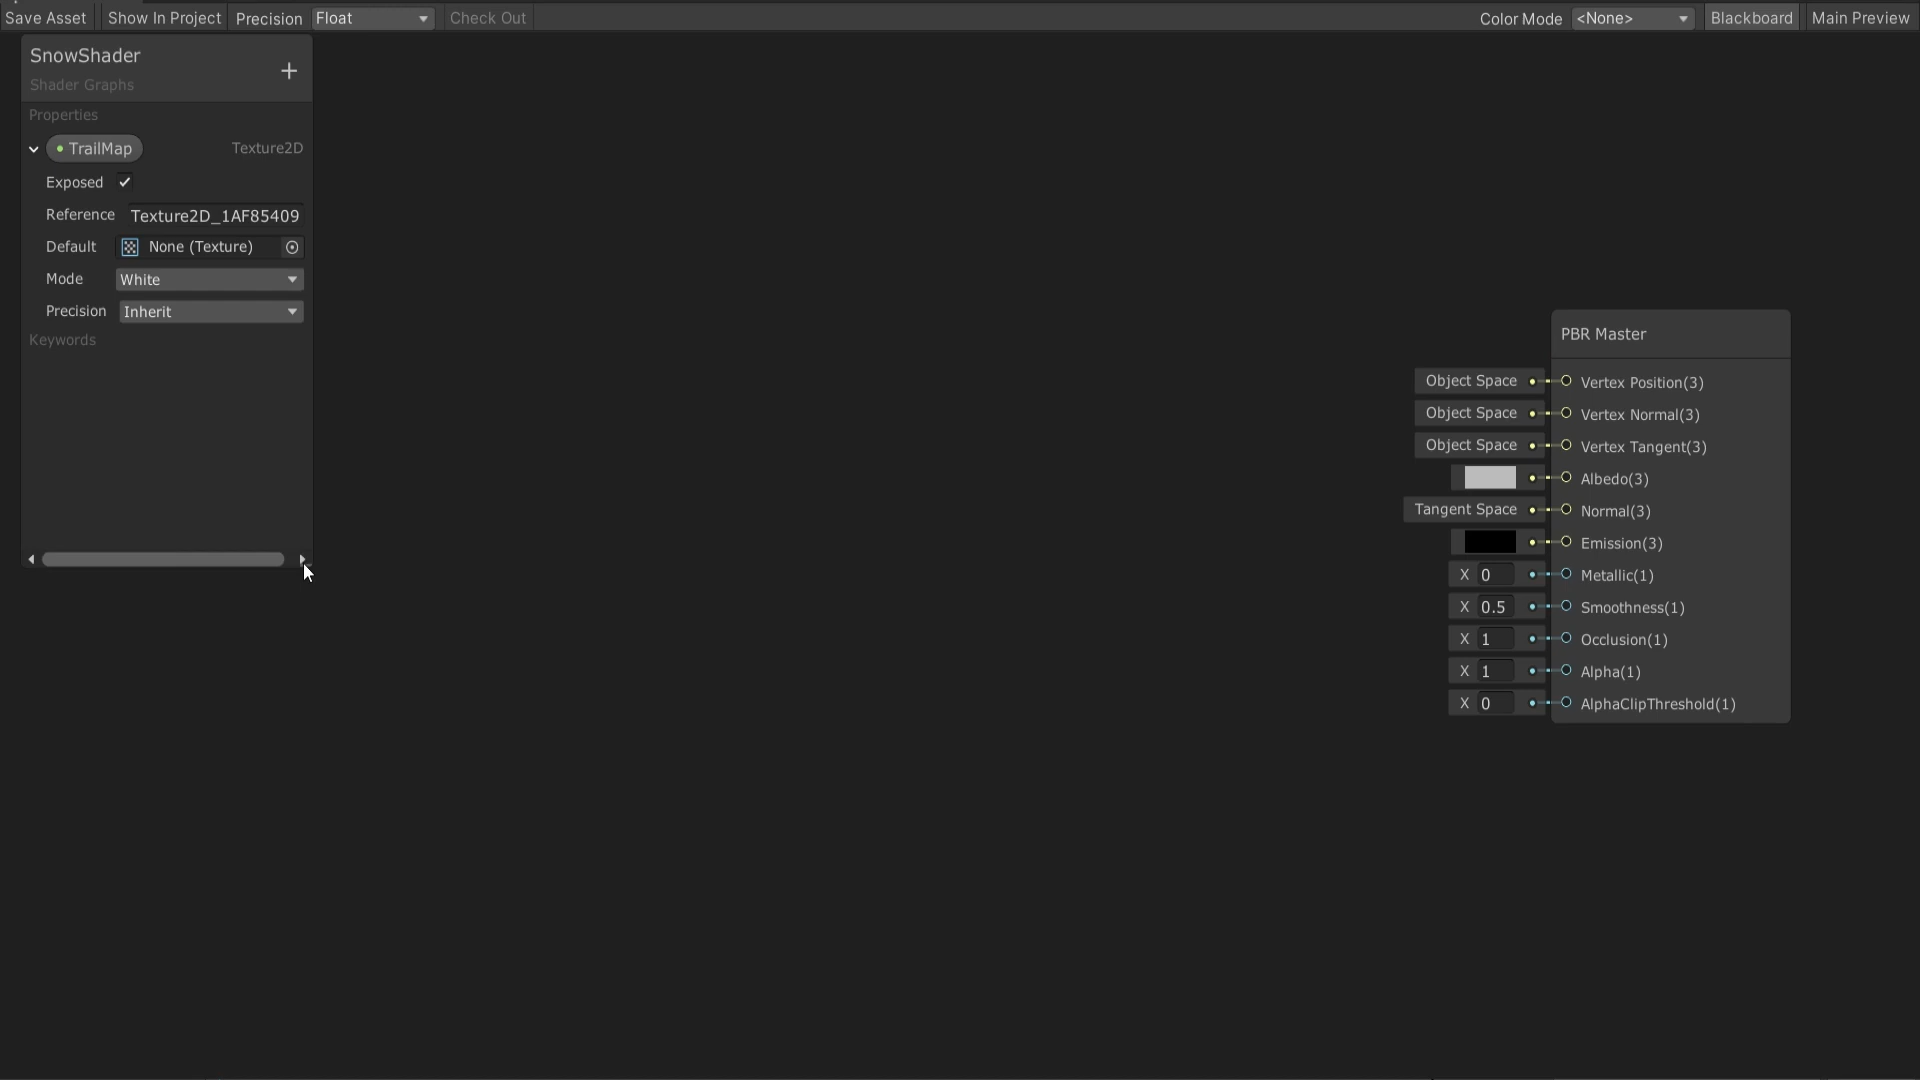 Save Asset Show In Project Precision Float Check Out Color Mode <None> Blackboard Main Preview
SnowShader
Shader Graphs
Properties
TrailMap Texture2D
Exposed
Reference Texture2D_1AF85409
Default None (Texture)
Mode White
Precision Inherit
Keywords
PBR Master
Object Space Vertex Position(3)
Object Space Vertex Normal(3)
Object Space Vertex Tangent(3)
Albedo(3)
Tangent Space Normal(3)
Emission(3)
X 0 Metallic(1)
X 0.5 Smoothness(1)
X 1 Occlusion(1)
X 1 Alpha(1)
X 0 AlphaClipThreshold(1)